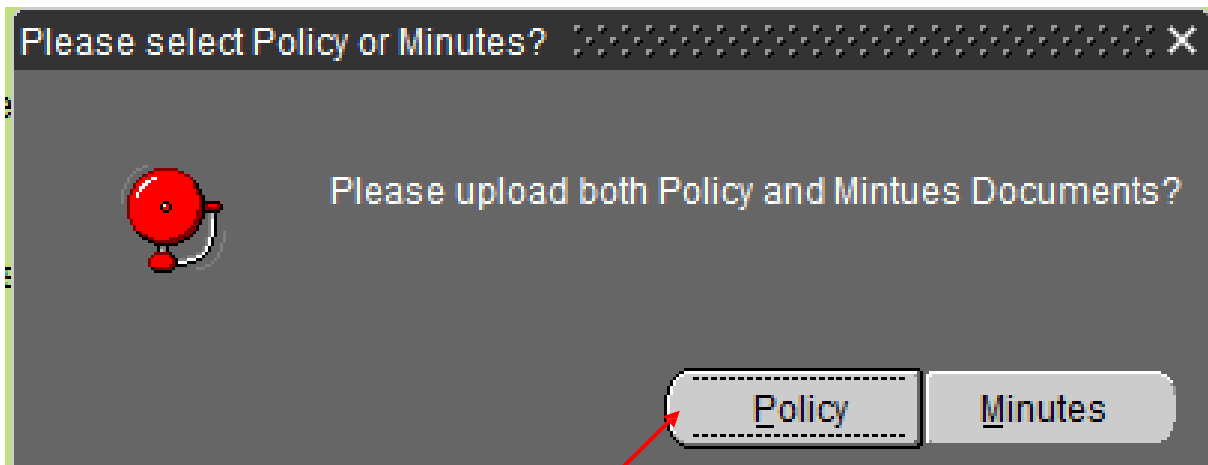 Please select Policy or Minutes?
Please upload both Policy and Mintues Documents?
Policy Minutes